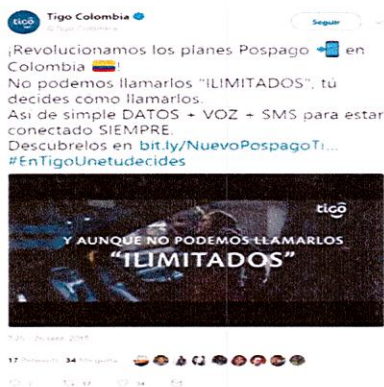 tigo
Tigo Colombia
Seguir
¡Revolucionamos los planes Pospago 📲 en
Colombia 🇨🇴!
No podemos llamarlos "ILIMITADOS", tú
decides como llamarlos.
Asi de simple DATOS + VOZ + SMS para estar
conectado SIEMPRE.
Descubrelos en bit.ly/NuevoPospagoTi...
#EnTigoUnetudecides
tigo
Y AUNQUE NO PODEMOS LLAMARLOS
"ILIMITADOS"
17 34